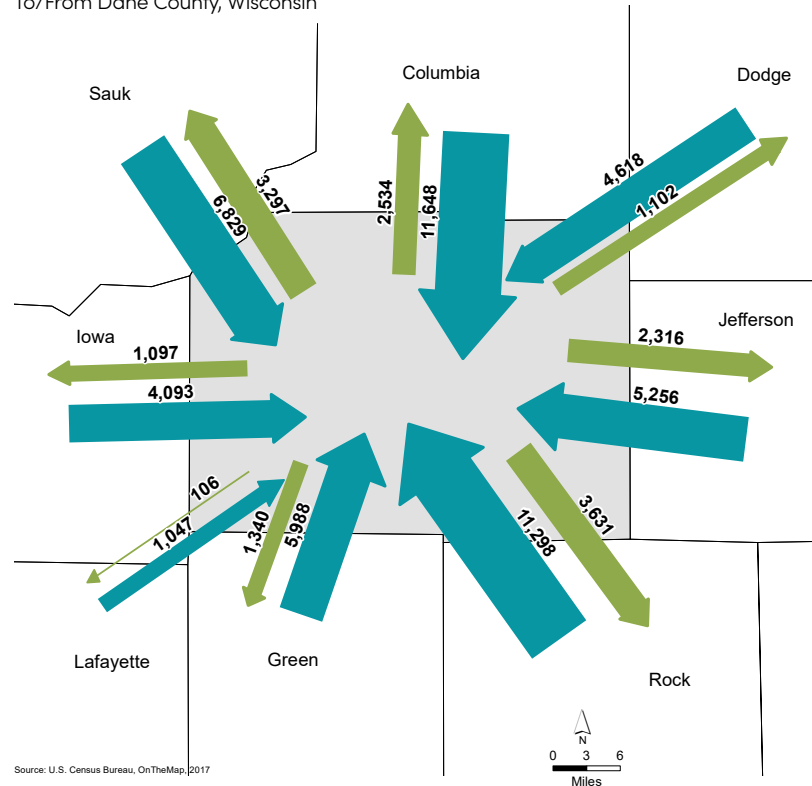 To/From Dane County, Wisconsin
Columbia
Dodge
Sauk
4,618
3,297
2,534
11,648
1,102
6,829
Jefferson
Iowa
2,316
1,097
4,093
5,256
106
1,047
1,340
5,988
11,298
3,631
Lafayette
Green
Rock
N
0 3 6
Miles
Source: U.S. Census Bureau, OnTheMap, 2017